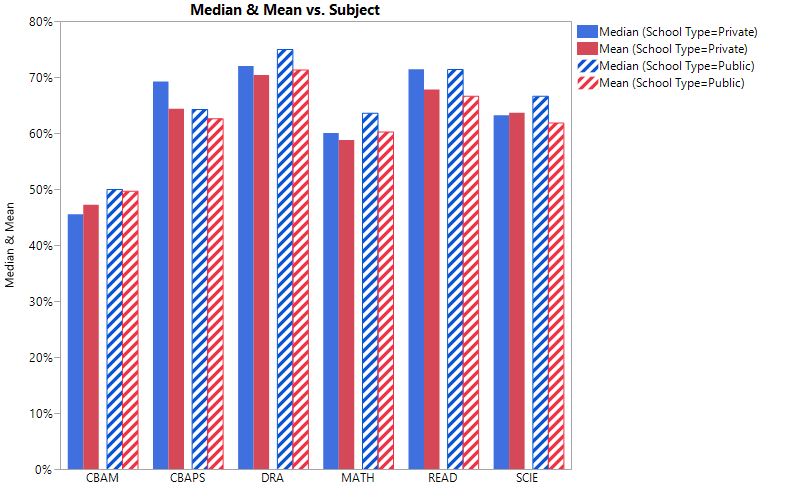 Median & Mean vs. Subject
80%
70%
60%
50%
40%
30%
20%
10%
0%
Median & Mean
CBAM CBAPS DRA MATH READ SCIE
Median (School Type=Private)
Mean (School Type=Private)
Median (School Type=Public)
Mean (School Type=Public)